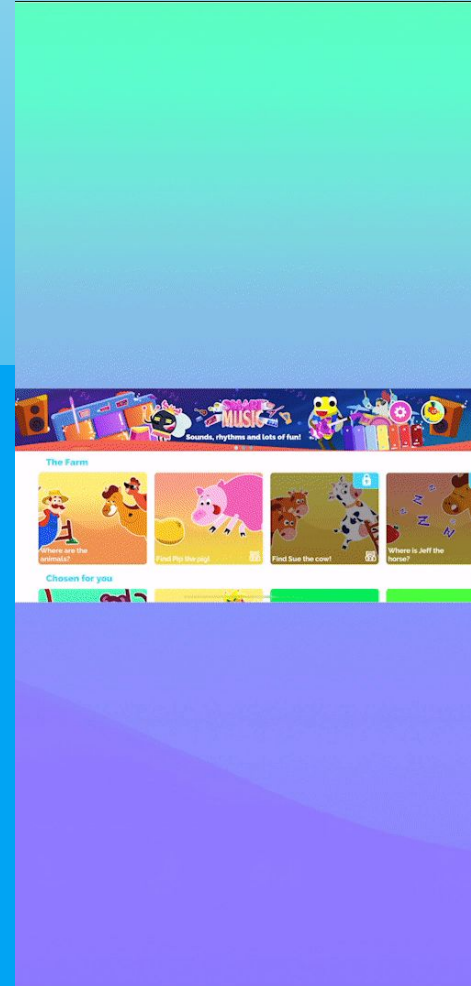 SMART
MUSIC
Sounds, rhythms and lots of fun!
The Farm
Where are the
animals?
Find Pip the pig!
Find Sue the cow!
Z Z Z Z
Where is Jeff the
horse?
Chosen for you